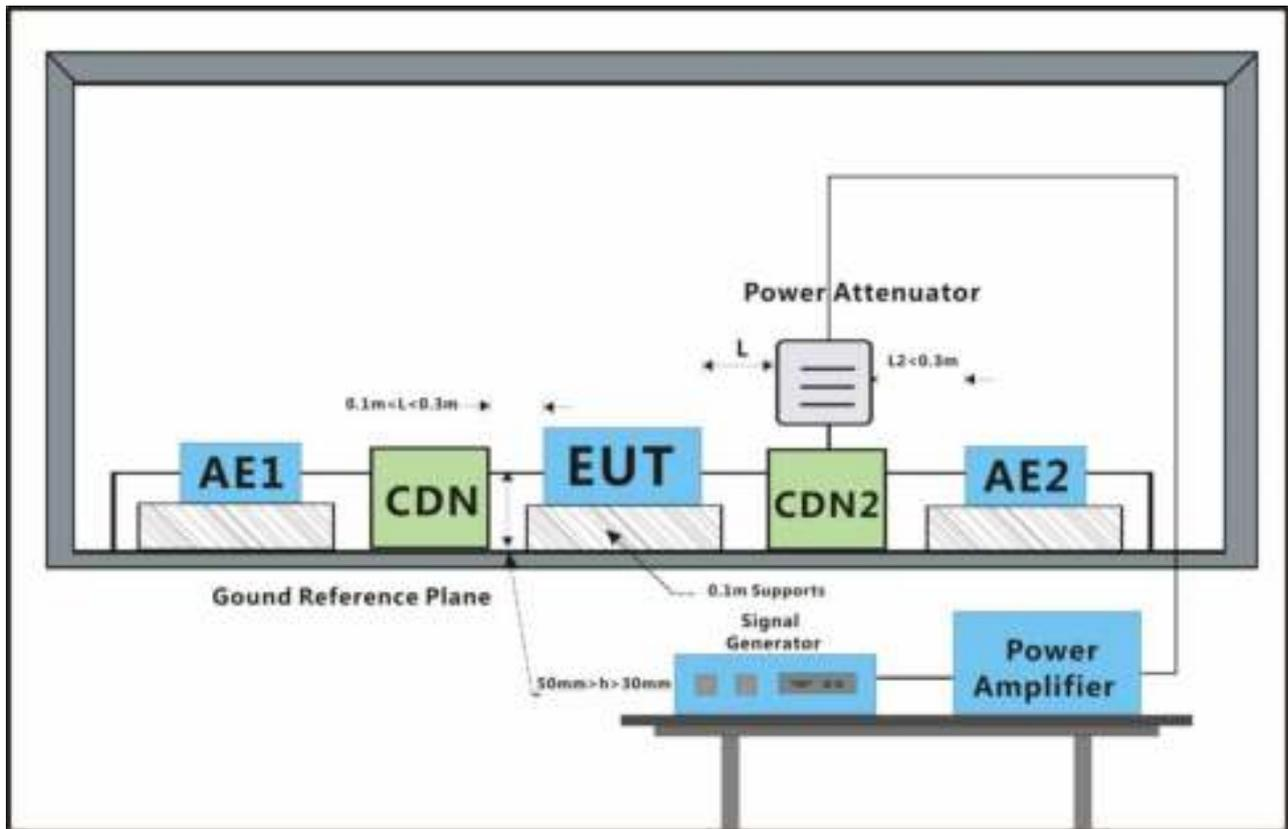 Power Attenuator
L
L2<0.3m
0.1m<L<0.3m
AE1
CDN
EUT
CDN2
AE2
Gound Reference Plane
0.1m Supports
Signal
Generator
Power
Amplifier
50mm>h>30mm